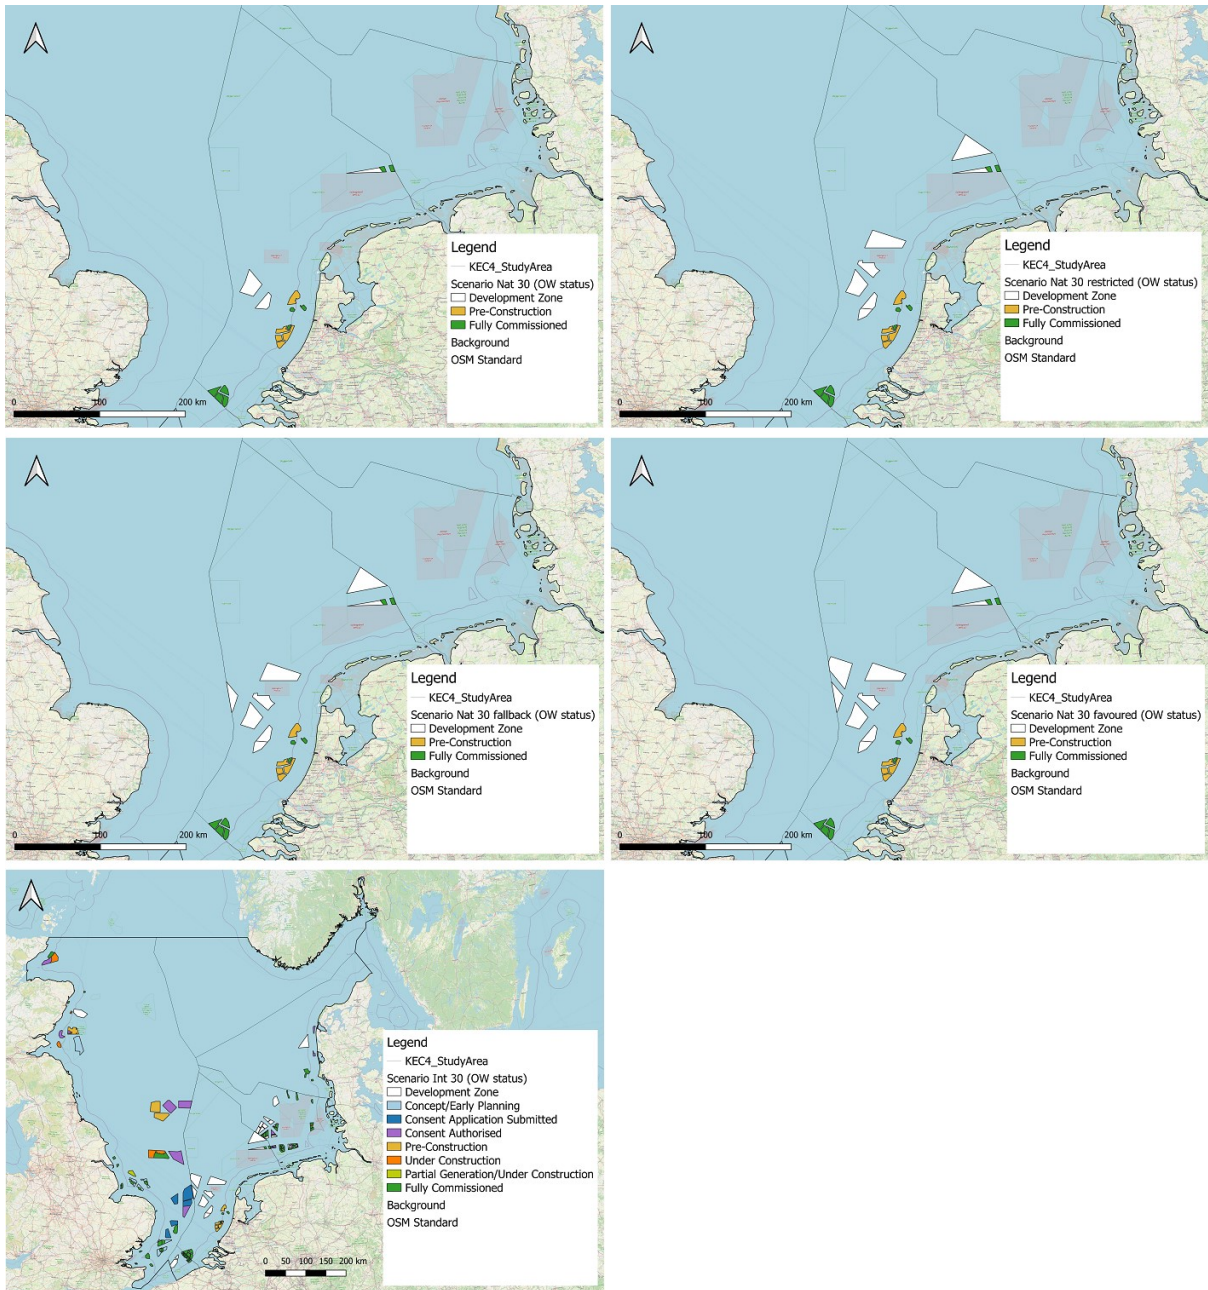 Legend
KEC4_StudyArea
Scenario Nat 30 (OW status)
Development Zone
Pre-Construction
Fully Commissioned
Background
OSM Standard
0 100 200 km
Legend
KEC4_StudyArea
Scenario Nat 30 restricted (OW status)
Development Zone
Pre-Construction
Fully Commissioned
Background
OSM Standard
0 100 200 km
Legend
KEC4_StudyArea
Scenario Nat 30 fallback (OW status)
Development Zone
Pre-Construction
Fully Commissioned
Background
OSM Standard
0 100 200 km
Legend
KEC4_StudyArea
Scenario Nat 30 favoured (OW status)
Development Zone
Pre-Construction
Fully Commissioned
Background
OSM Standard
0 100 200 km
Legend
KEC4_StudyArea
Scenario Int 30 (OW status)
Development Zone
Concept/Early Planning
Consent Application Submitted
Consent Authorised
Pre-Construction
Under Construction
Partial Generation/Under Construction
Fully Commissioned
Background
OSM Standard
0 50 100 150 200 km